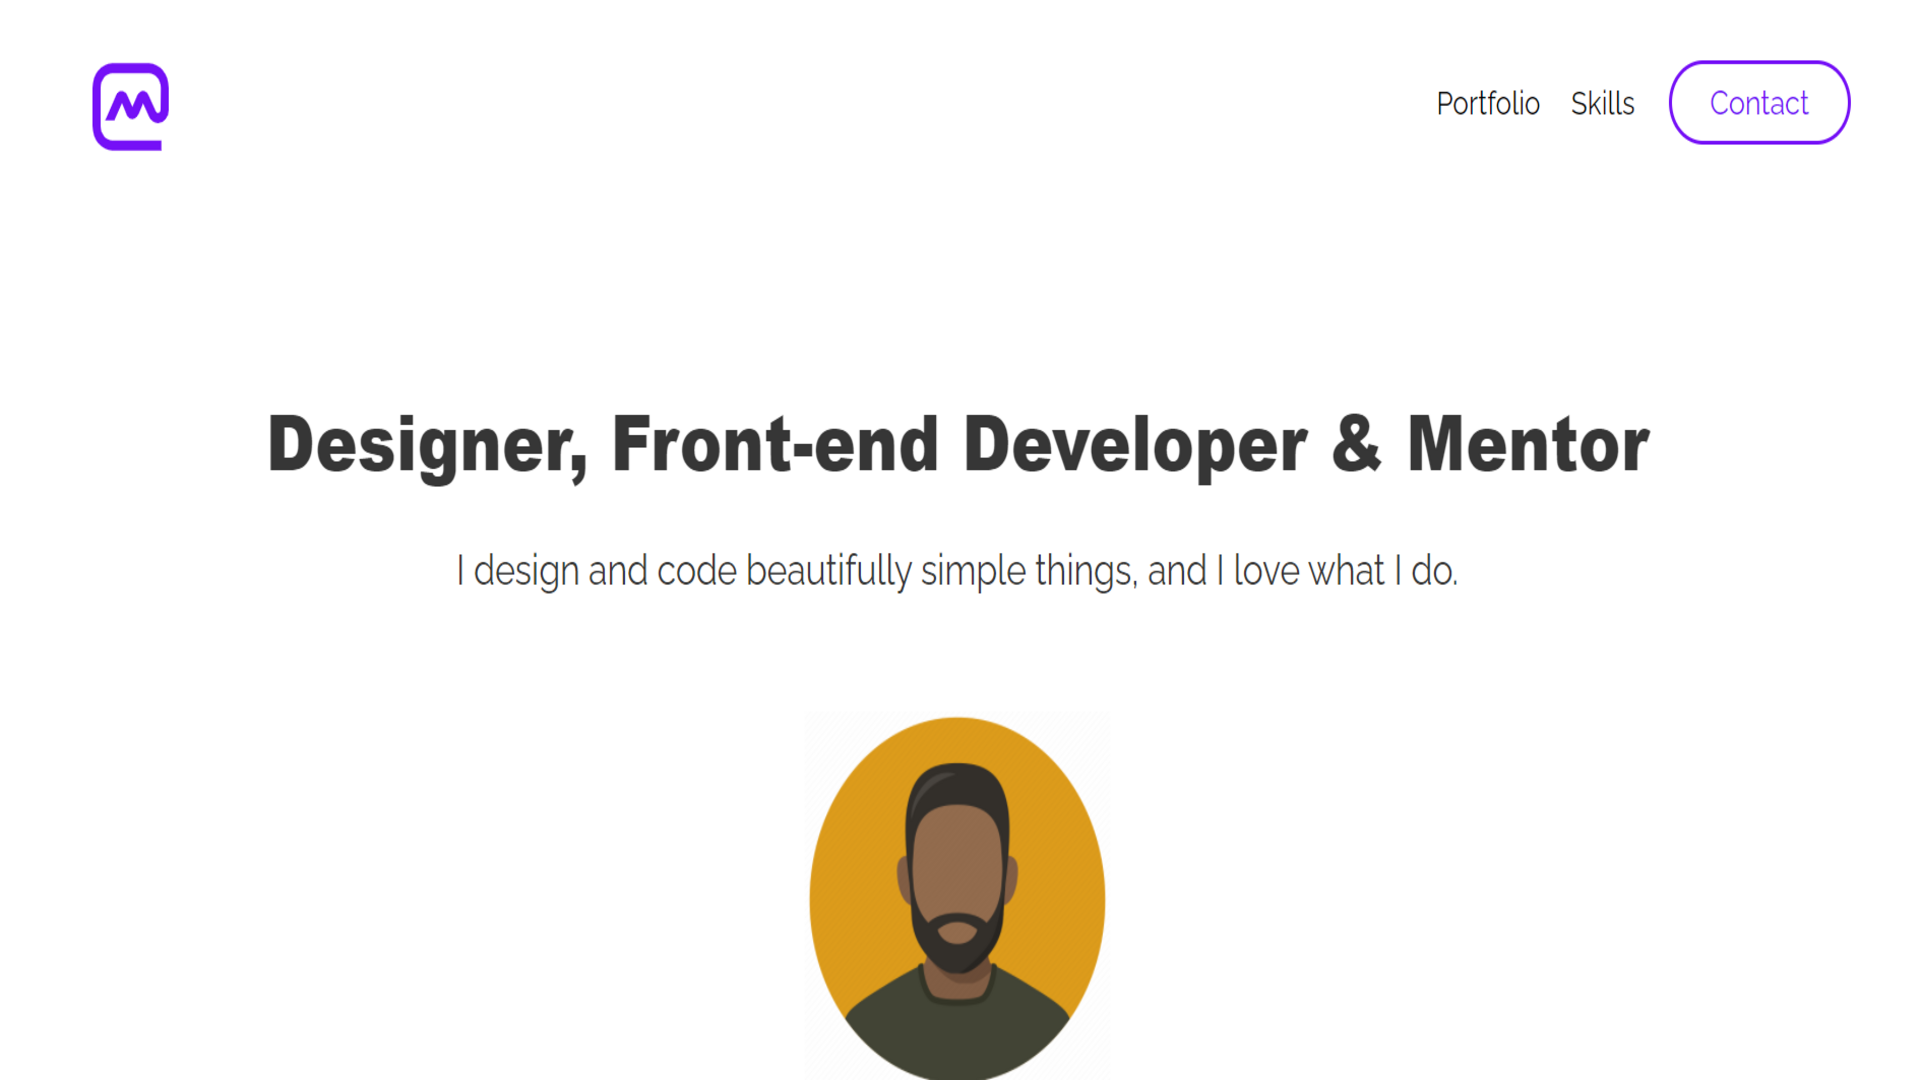 Portfolio Skills Contact
Designer, Front-end Developer & Mentor
I design and code beautifully simple things, and I love what I do.